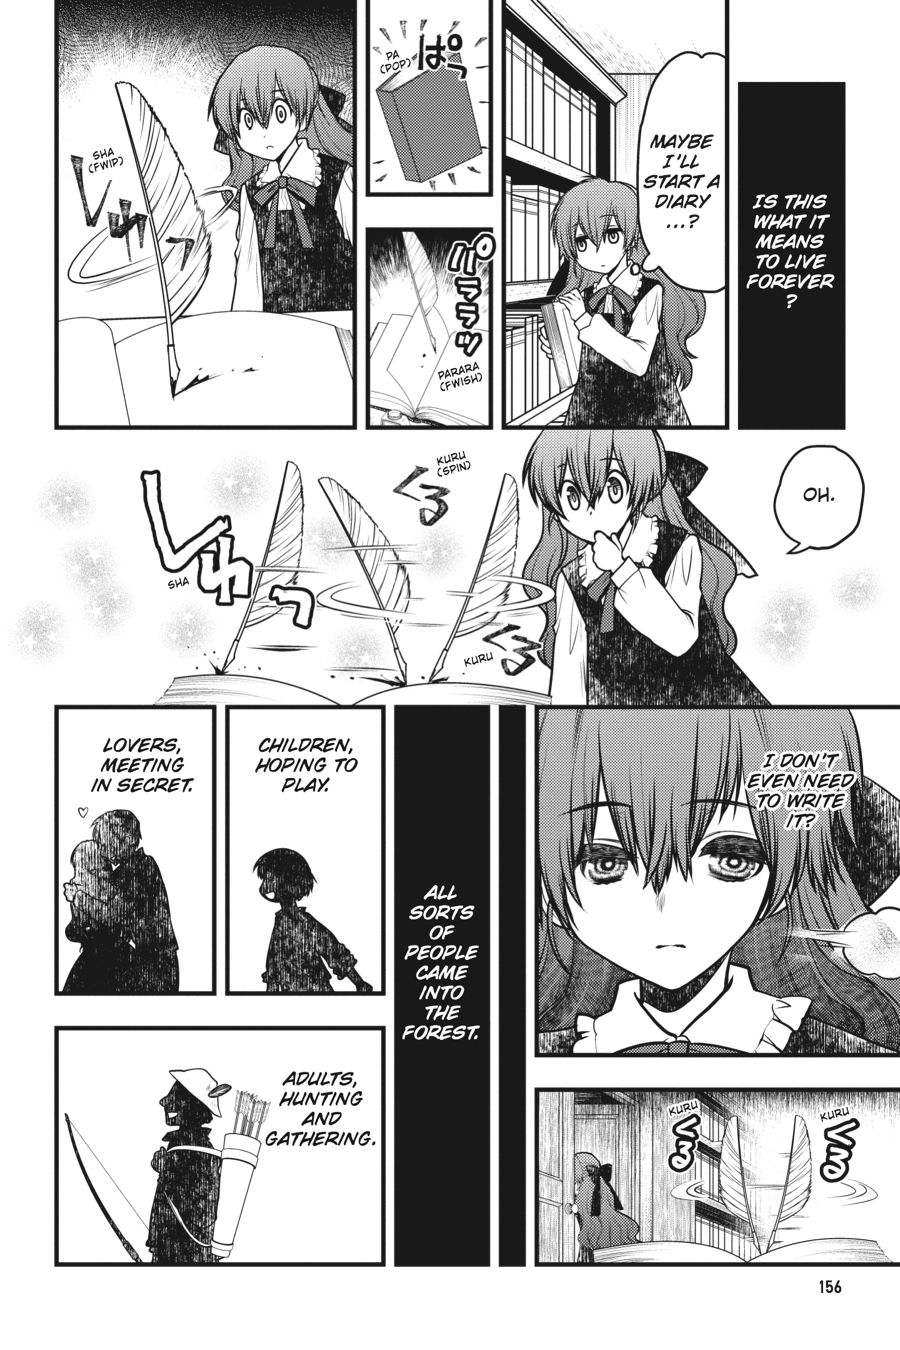 IS THIS
WHAT IT
MEANS
TO LIVE
FOREVER
?
MAYBE
I'LL
START A
DIARY
...?
ぱっ
PA
(POP)
パラララッ
PARARA
(FWISH)
SHA
(FWIP)
しゅっ
OH.
KURU
(SPIN)
くる
しゅっ
SHA
くる
KURU
I DON'T
EVEN NEED
TO WRITE
IT?
KURU
くる
KURU
くる
ALL
SORTS
OF
PEOPLE
CAME
INTO
THE
FOREST.
CHILDREN,
HOPING TO
PLAY.
LOVERS,
MEETING
IN SECRET.
♡
ADULTS,
HUNTING
AND
GATHERING.
156